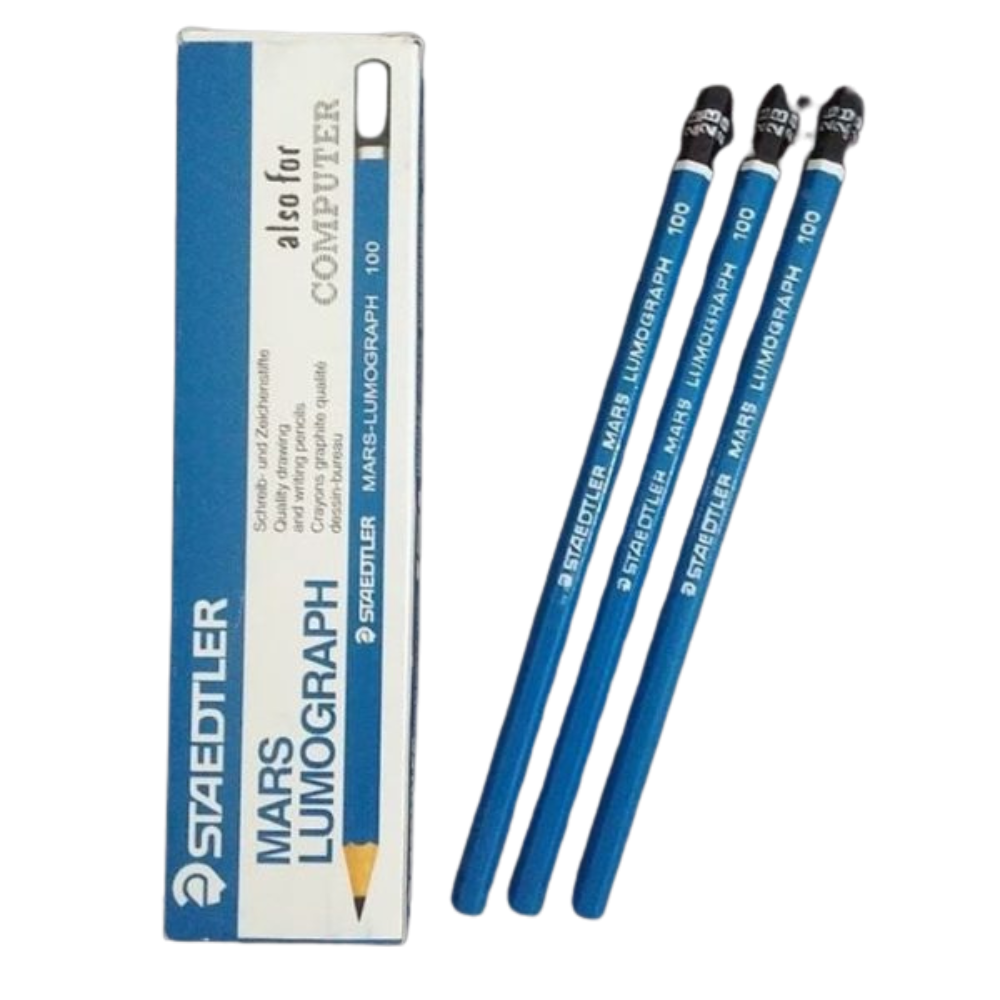 STAEDTLER
MARS
LUMOGRAPH
Schreib- und Zeichenstifte
Quality drawing
and writing pencils
Crayons graphite qualité
dessin-bureau
also for
COMPUTER
STAEDTLER MARS-LUMOGRAPH 100
STAEDTLER MARS LUMOGRAPH 100
STAEDTLER MARS LUMOGRAPH 100
STAEDTLER MARS LUMOGRAPH 100